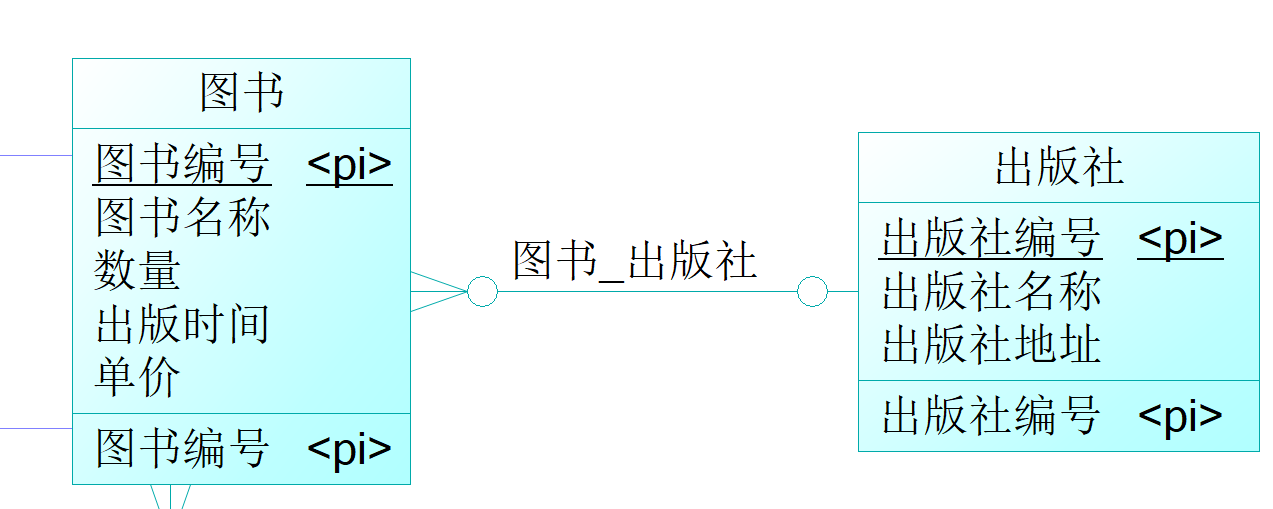 图书
图书编号 <pi>
图书名称
数量
出版时间
单价
图书编号 <pi>
图书_出版社
出版社
出版社编号 <pi>
出版社名称
出版社地址
出版社编号 <pi>